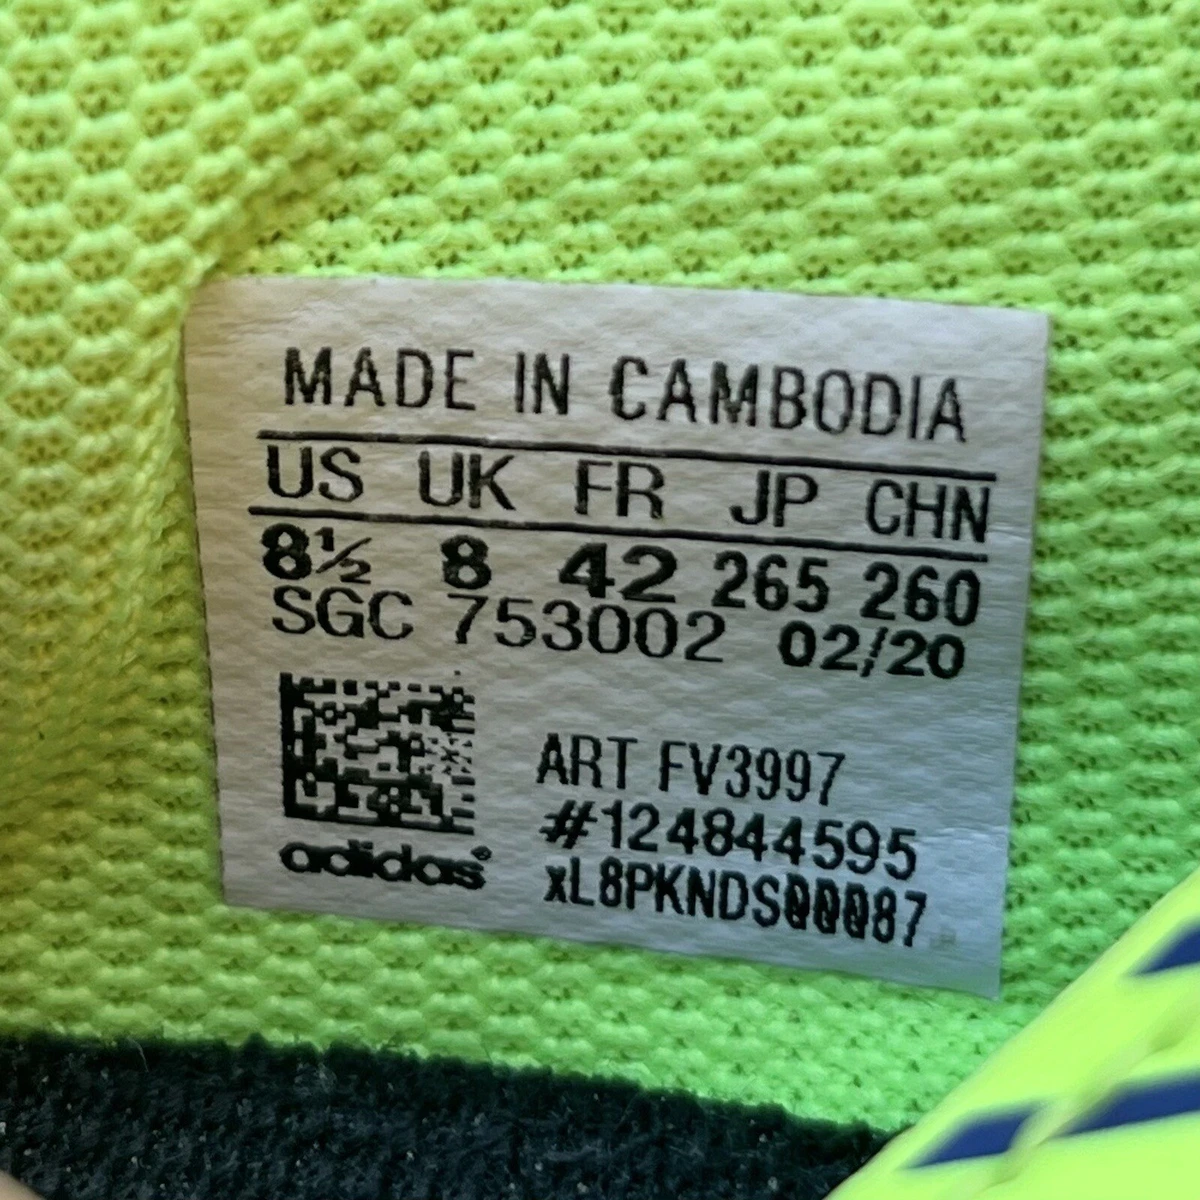 MADE IN CAMBODIA
US UK FR JP CHN
8½ 8 42 265 260
SGC 753002 02/20
ART FV3997
#124844595
adidas®
xL8PKNDS00087